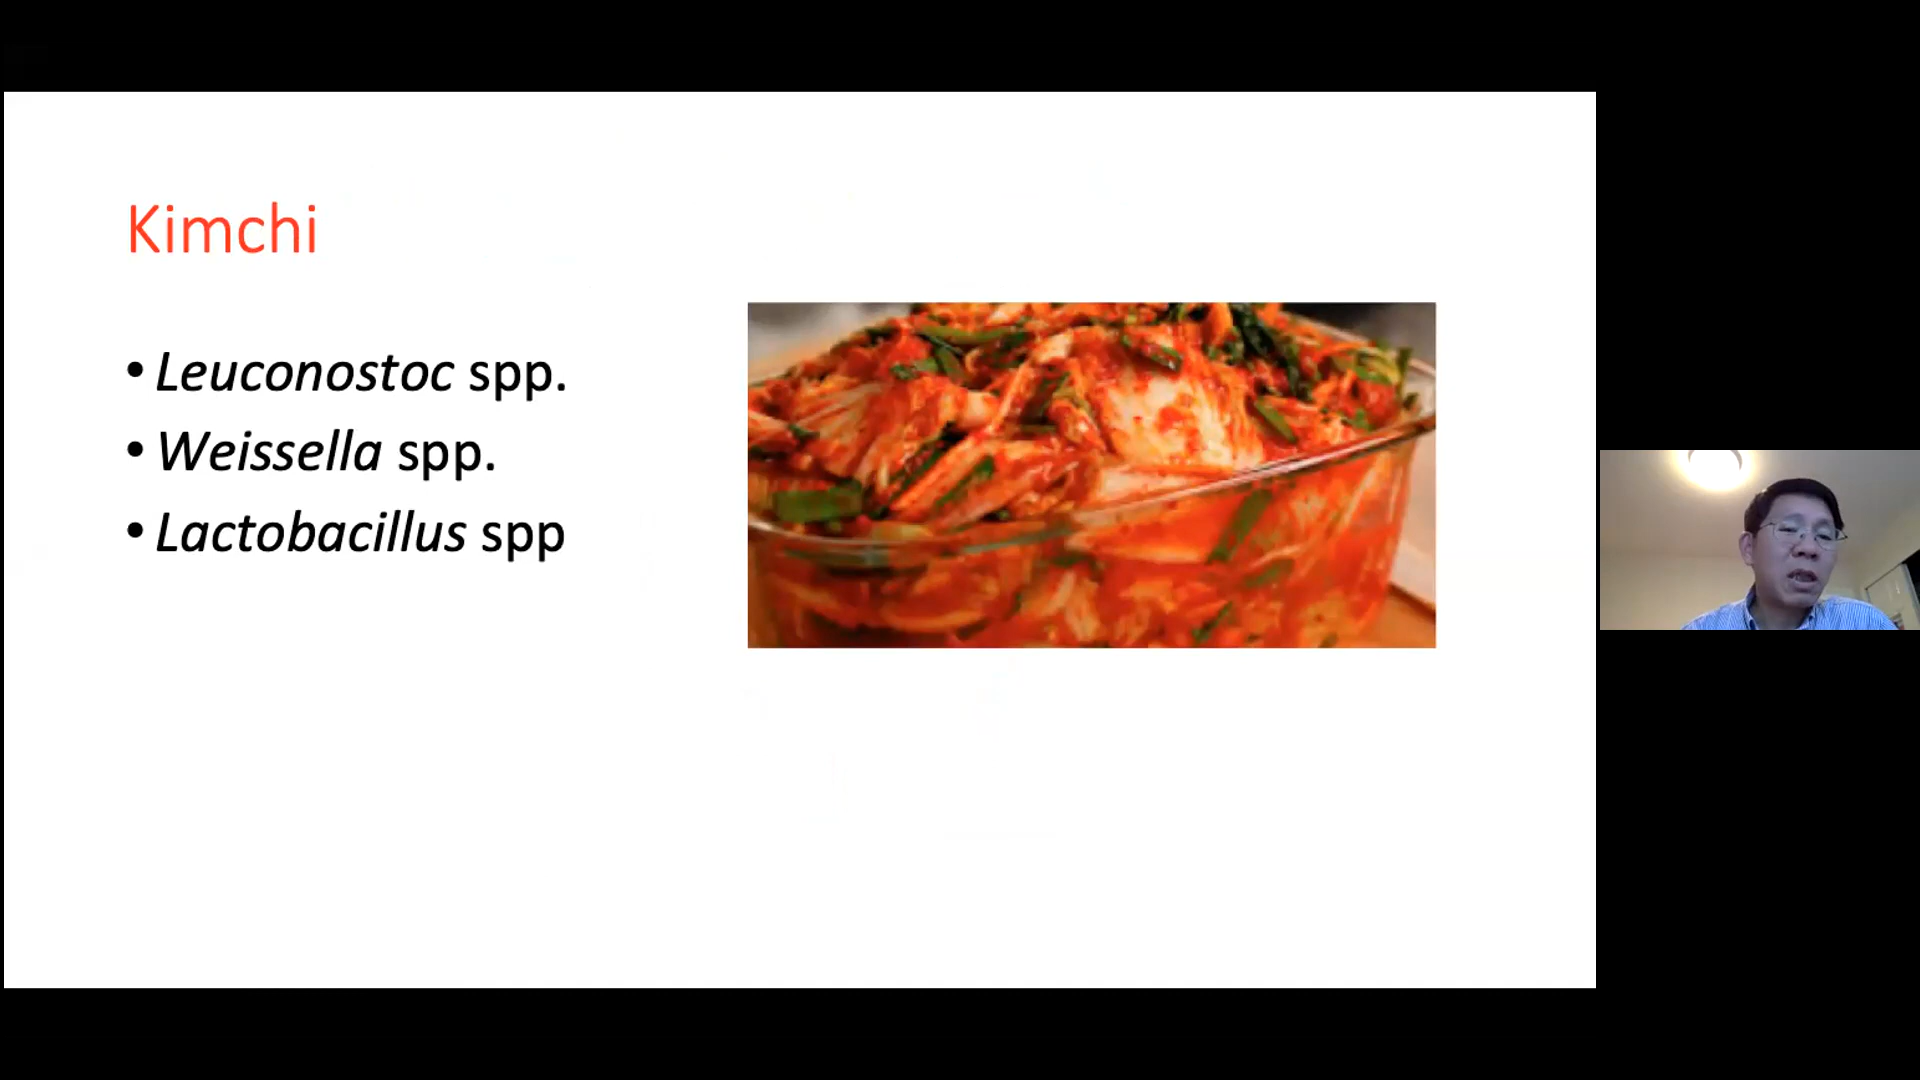 Kimchi
• Leuconostoc spp.
• Weissella spp.
• Lactobacillus spp